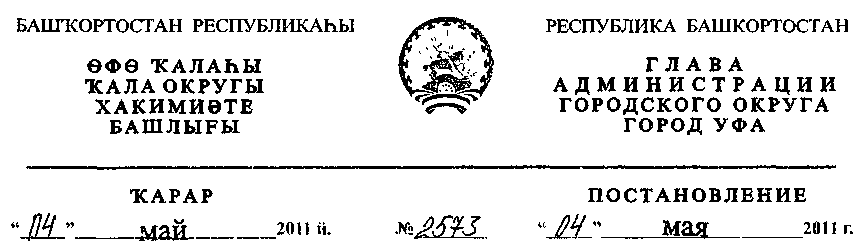 БАШҠОРТОСТАН РЕСПУБЛИКАҺЫ
ӨФӨ ҠАЛАҺЫ
ҠАЛА ОКРУГЫ
ХАКИМИӘТЕ
БАШЛЫҒЫ
РЕСПУБЛИКА БАШКОРТОСТАН
ГЛАВА
АДМИНИСТРАЦИИ
ГОРОДСКОГО ОКРУГА
ГОРОД УФА
ҠАРАР
ПОСТАНОВЛЕНИЕ
"04" май 2011 й. № 2573 "04" мая 2011 г.